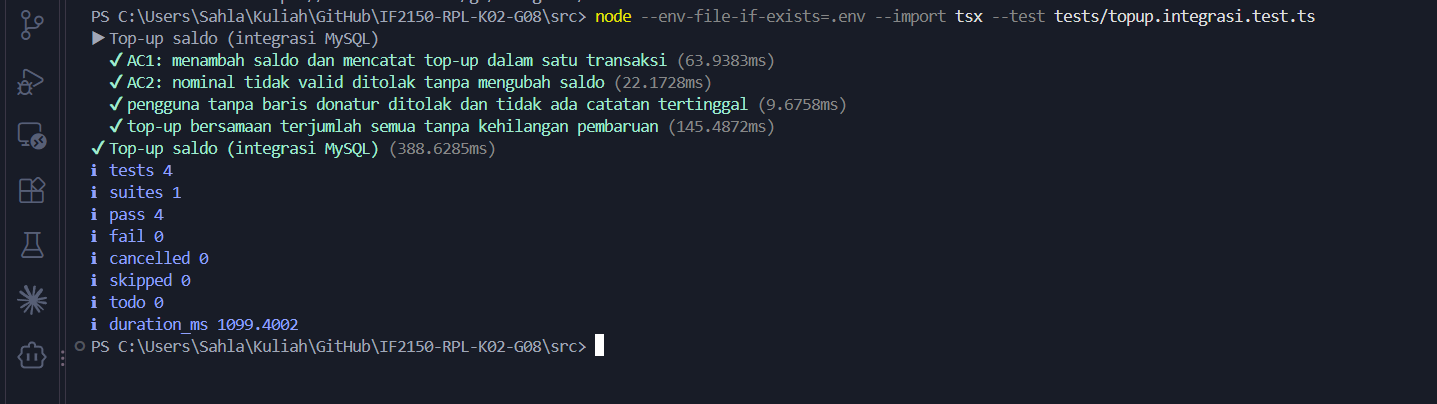 PS C:\Users\Sahla\Kuliah\GitHub\IF2150-RPL-K02-G08\src> node --env-file-if-exists=.env --import tsx --test tests/topup.integrasi.test.ts
▶ Top-up saldo (integrasi MySQL)
✔ AC1: menambah saldo dan mencatat top-up dalam satu transaksi (63.9383ms)
✔ AC2: nominal tidak valid ditolak tanpa mengubah saldo (22.1728ms)
✔ pengguna tanpa baris donatur ditolak dan tidak ada catatan tertinggal (9.6758ms)
✔ top-up bersamaan terjumlah semua tanpa kehilangan pembaruan (145.4872ms)
✔ Top-up saldo (integrasi MySQL) (388.6285ms)
ℹ tests 4
ℹ suites 1
ℹ pass 4
ℹ fail 0
ℹ cancelled 0
ℹ skipped 0
ℹ todo 0
ℹ duration_ms 1099.4002
PS C:\Users\Sahla\Kuliah\GitHub\IF2150-RPL-K02-G08\src>